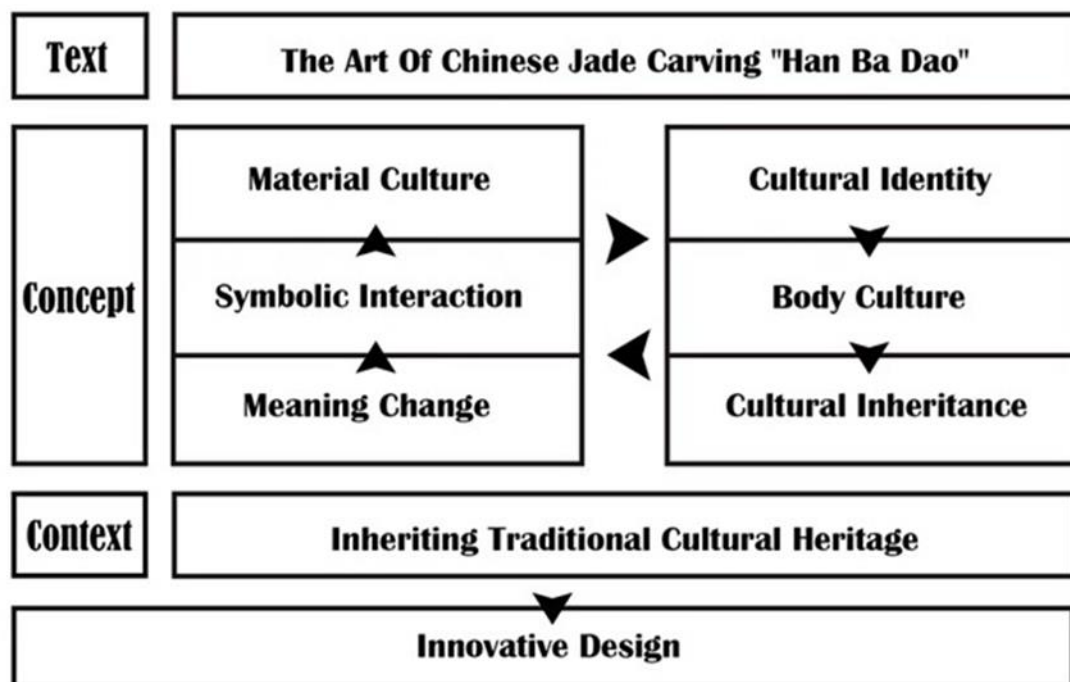 Text
The Art Of Chinese Jade Carving "Han Ba Dao"
Concept
Material Culture
Symbolic Interaction
Meaning Change
Cultural Identity
Body Culture
Cultural Inheritance
Context
Inheriting Traditional Cultural Heritage
Innovative Design